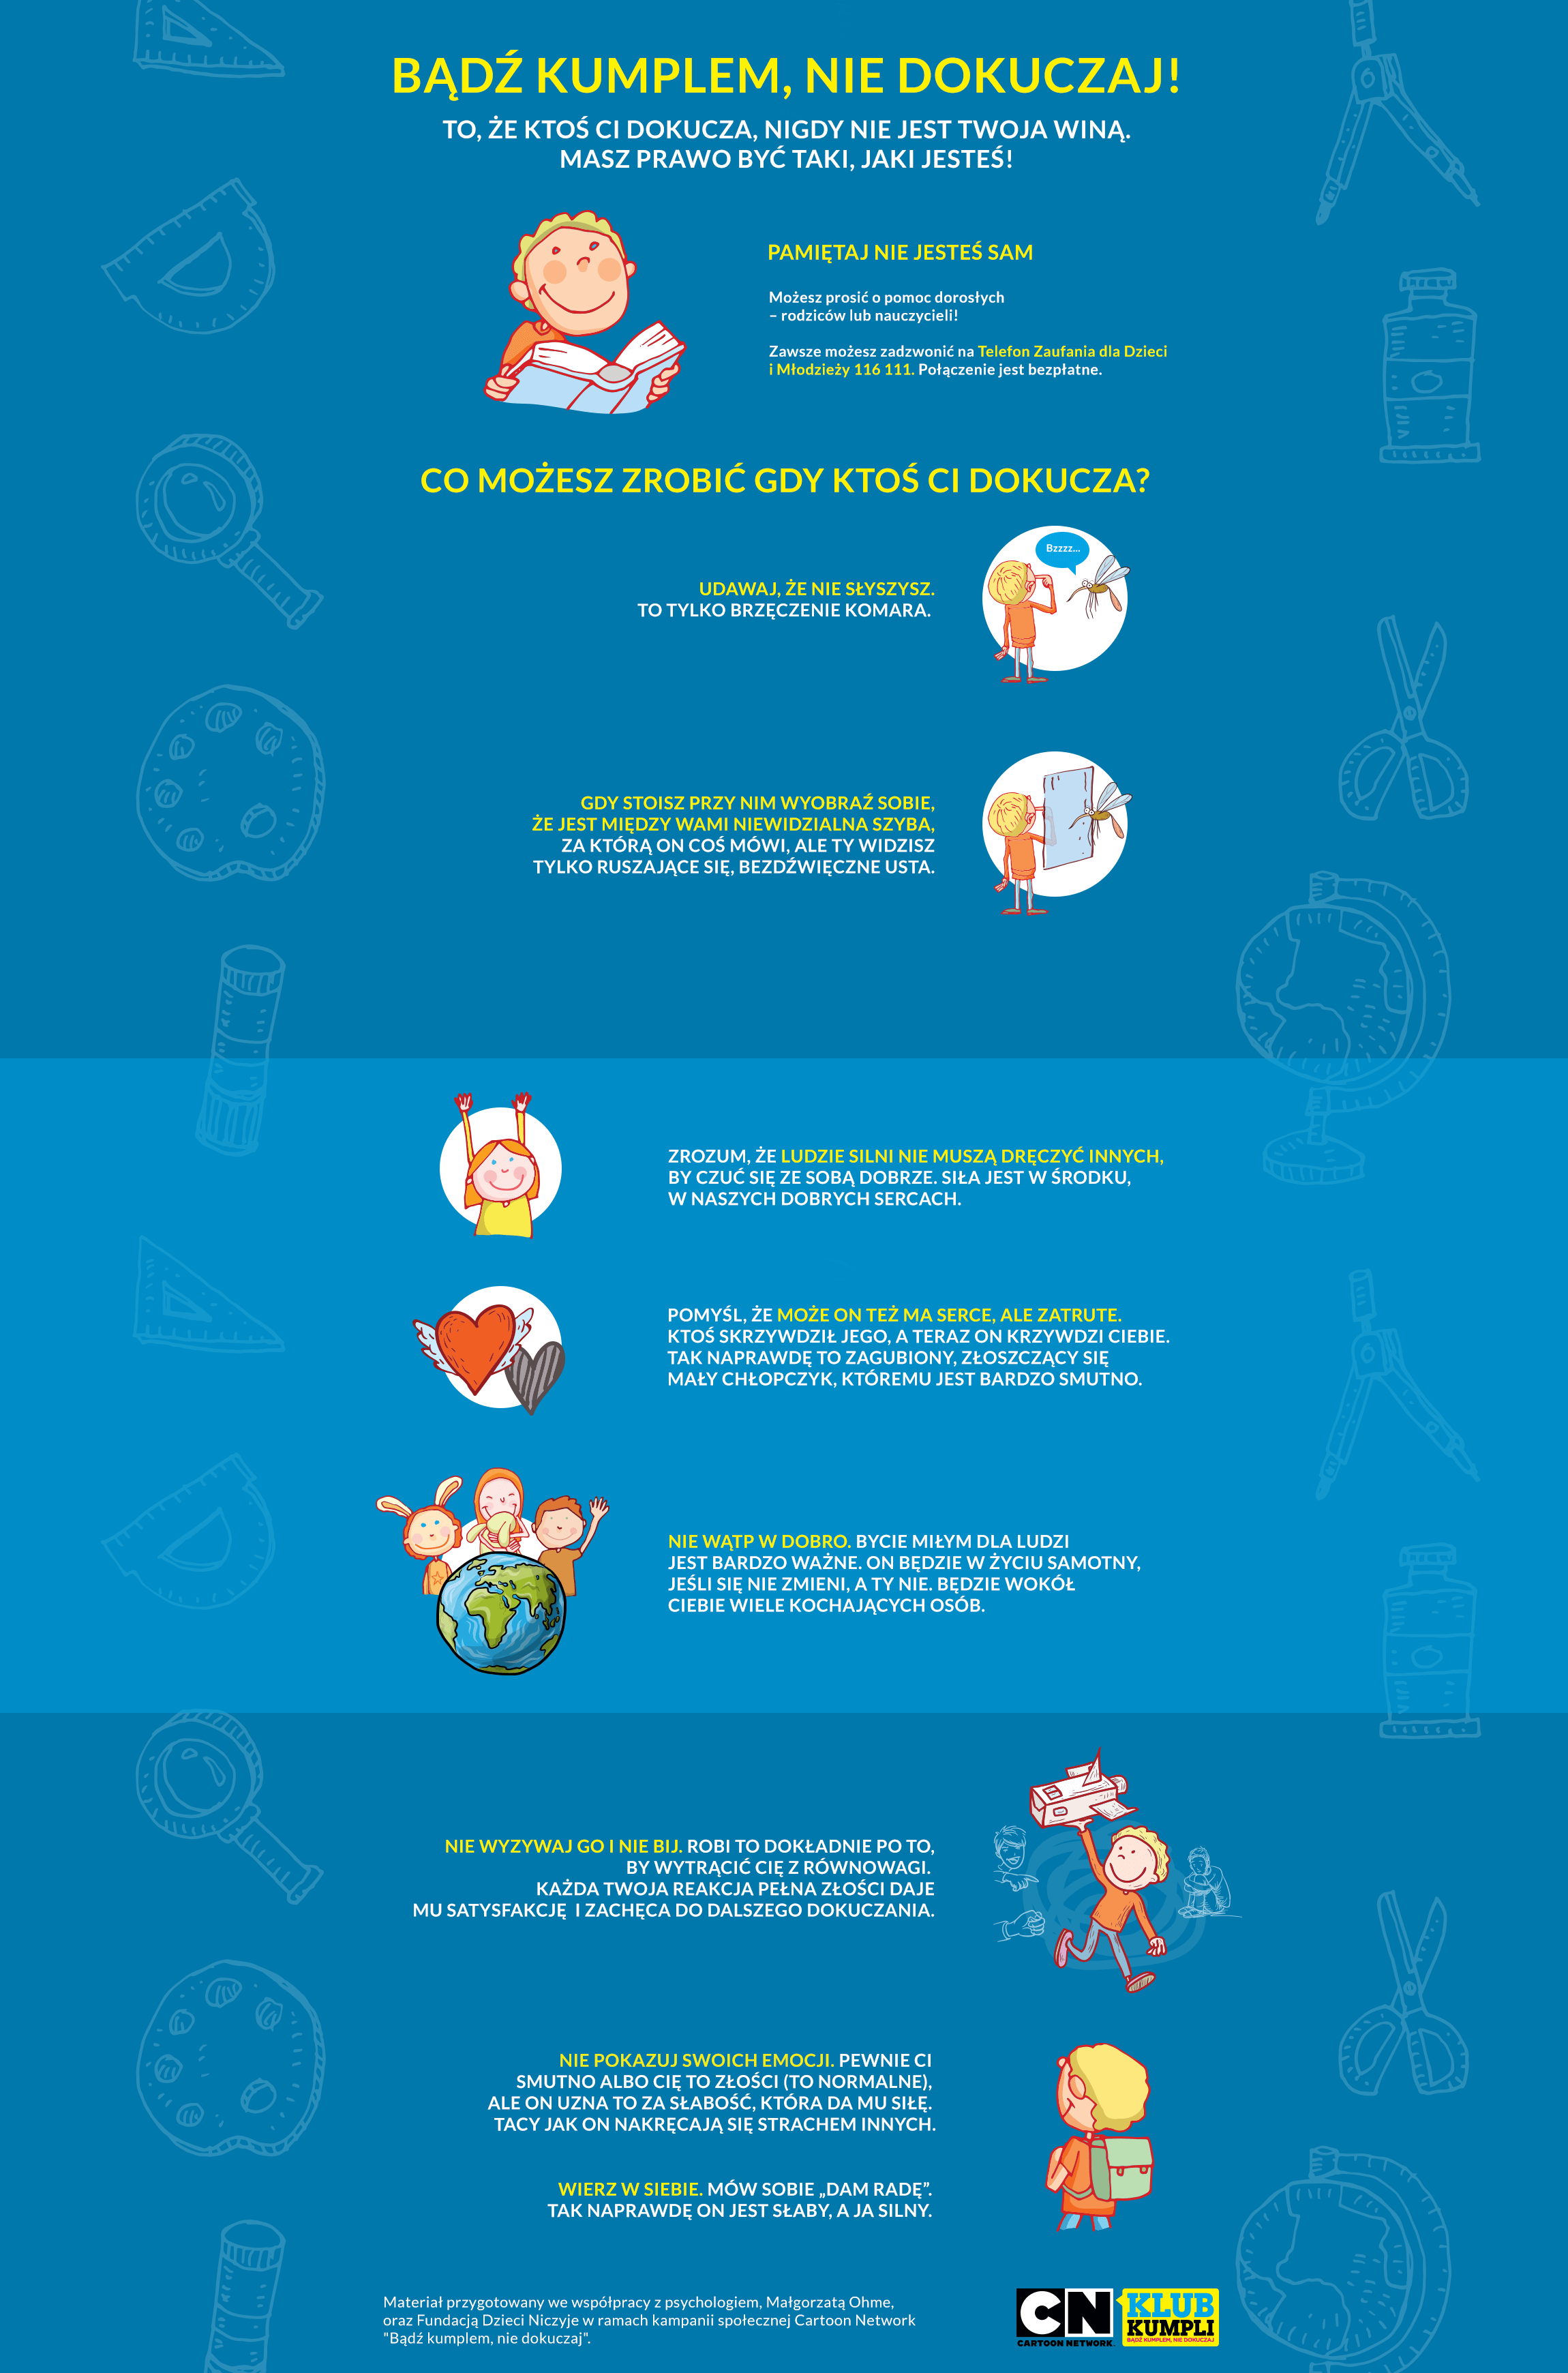 BĄDŹ KUMPLEM, NIE DOKUCZAJ!
TO, ŻE KTOŚ CI DOKUCZA, NIGDY NIE JEST TWOJA WINĄ.
MASZ PRAWO BYĆ TAKI, JAKI JESTEŚ!
PAMIĘTAJ NIE JESTEŚ SAM
Możesz prosić o pomoc dorosłych
– rodziców lub nauczycieli!
Zawsze możesz zadzwonić na Telefon Zaufania dla Dzieci
i Młodzieży 116 111. Połączenie jest bezpłatne.
CO MOŻESZ ZROBIĆ GDY KTOŚ CI DOKUCZA?
Bzzzz...
UDAWAJ, ŻE NIE SŁYSZYSZ.
TO TYLKO BRZĘCZENIE KOMARA.
GDY STOISZ PRZY NIM WYOBRAŹ SOBIE,
ŻE JEST MIĘDZY WAMI NIEWIDZIALNA SZYBA,
ZA KTÓRĄ ON COŚ MÓWI, ALE TY WIDZISZ
TYLKO RUSZAJĄCE SIĘ, BEZDŹWIĘCZNE USTA.
ZROZUM, ŻE LUDZIE SILNI NIE MUSZĄ DRĘCZYĆ INNYCH,
BY CZUĆ SIĘ ZE SOBĄ DOBRZE. SIŁA JEST W ŚRODKU,
W NASZYCH DOBRYCH SERCACH.
POMYŚL, ŻE MOŻE ON TEŻ MA SERCE, ALE ZATRUTE.
KTOŚ SKRZYWDZIŁ JEGO, A TERAZ ON KRZYWDZI CIEBIE.
TAK NAPRAWDĘ TO ZAGUBIONY, ZŁOSZCZĄCY SIĘ
MAŁY CHŁOPCZYK, KTÓREMU JEST BARDZO SMUTNO.
NIE WĄTP W DOBRO. BYCIE MIŁYM DLA LUDZI
JEST BARDZO WAŻNE. ON BĘDZIE W ŻYCIU SAMOTNY,
JEŚLI SIĘ NIE ZMIENI, A TY NIE. BĘDZIE WOKÓŁ
CIEBIE WIELE KOCHAJĄCYCH OSÓB.
NIE WYZYWAJ GO I NIE BIJ. ROBI TO DOKŁADNIE PO TO,
BY WYTRĄCIĆ CIĘ Z RÓWNOWAGI.
KAŻDA TWOJA REAKCJA PEŁNA ZŁOŚCI DAJE
MU SATYSFAKCJĘ I ZACHĘCA DO DALSZEGO DOKUCZANIA.
NIE POKAZUJ SWOICH EMOCJI. PEWNIE CI
SMUTNO ALBO CIĘ TO ZŁOŚCI (TO NORMALNE),
ALE ON UZNA TO ZA SŁABOŚĆ, KTÓRA DA MU SIŁĘ.
TACY JAK ON NAKRĘCAJĄ SIĘ STRACHEM INNYCH.
WIERZ W SIEBIE. MÓW SOBIE „DAM RADĘ”.
TAK NAPRAWDĘ ON JEST SŁABY, A JA SILNY.
Materiał przygotowany we współpracy z psychologiem, Małgorzatą Ohme,
oraz Fundacją Dzieci Niczyje w ramach kampanii społecznej Cartoon Network
"Bądź kumplem, nie dokuczaj".
CN
CARTOON NETWORK
KLUB
KUMPLI
BĄDŹ KUMPLEM, NIE DOKUCZAJ